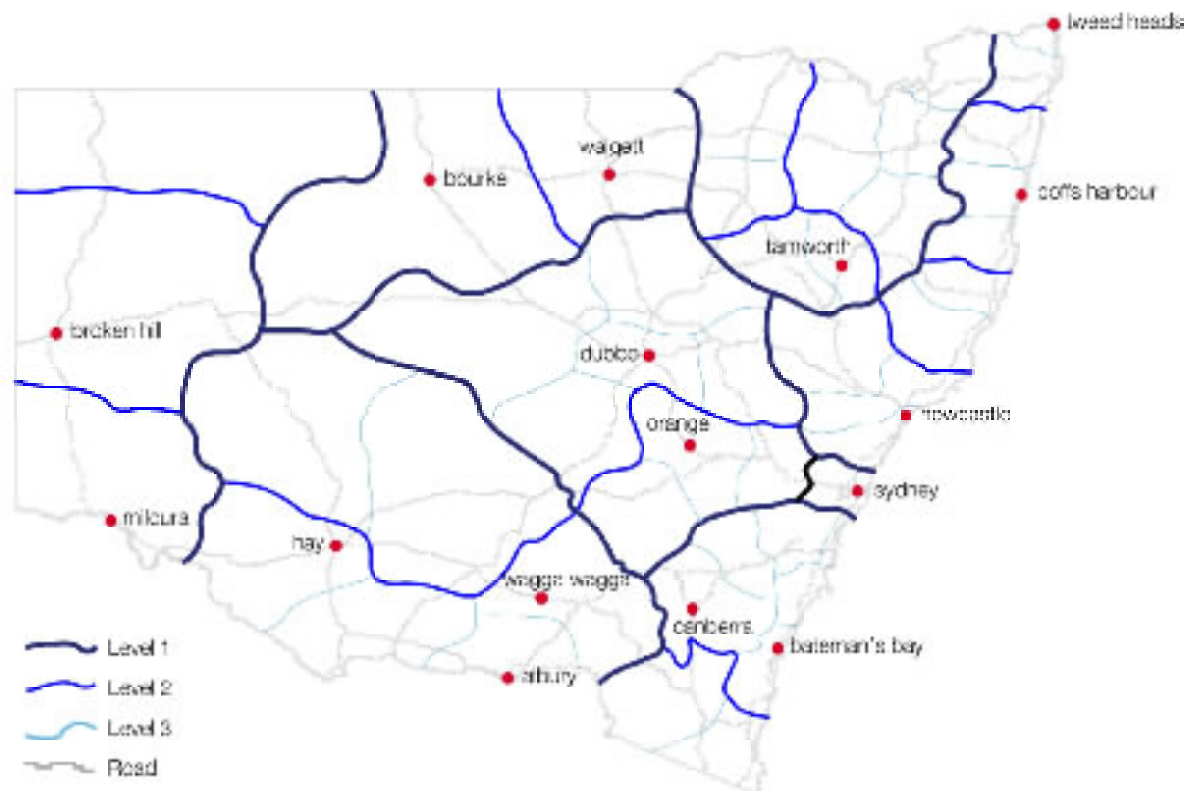 tweed heads
walgett
bourke
coffs harbour
tamworth
broken hill
dubbo
newcastle
orange
sydney
mildura
hay
wagga wagga
canberra
bateman's bay
albury
Level 1
Level 2
Level 3
Road